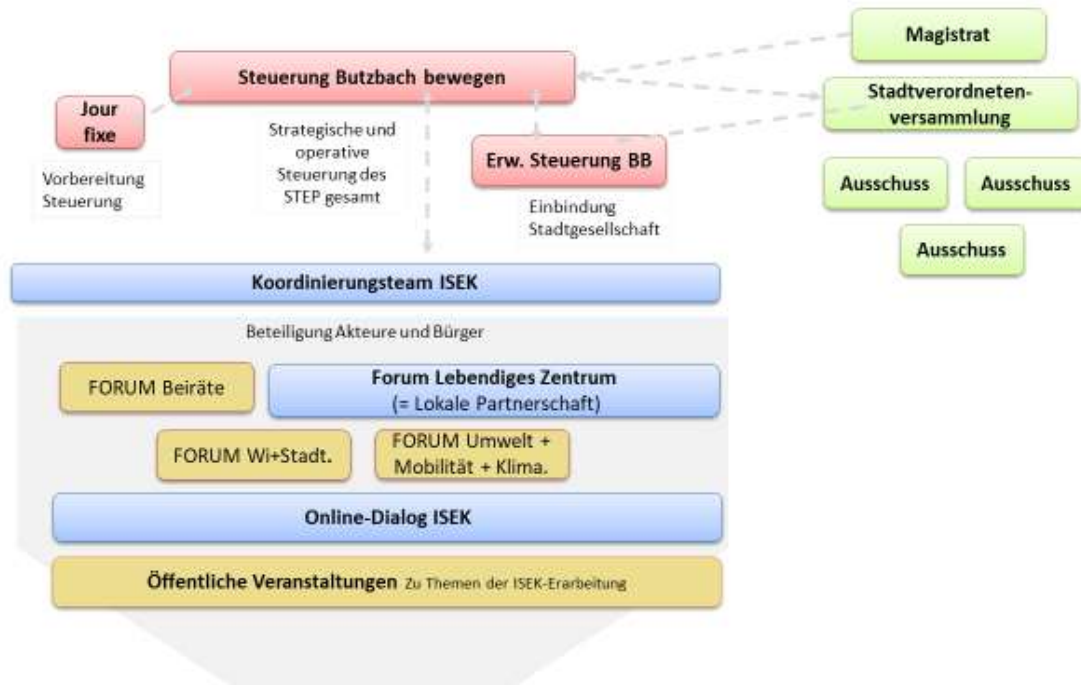 Magistrat
Steuerung Butzbach bewegen
Stadtverordneten-
versammlung
Jour
fixe
Strategische und
operative
Steuerung des
STEP gesamt
Erw. Steuerung BB
Vorbereitung
Steuerung
Einbindung
Stadtgesellschaft
Ausschuss
Ausschuss
Ausschuss
Koordinierungsteam ISEK
Beteiligung Akteure und Bürger
FORUM Beiräte
Forum Lebendiges Zentrum
(= Lokale Partnerschaft)
FORUM Wi+Stadt.
FORUM Umwelt +
Mobilität + Klima.
Online-Dialog ISEK
Öffentliche Veranstaltungen Zu Themen der ISEK-Erarbeitung